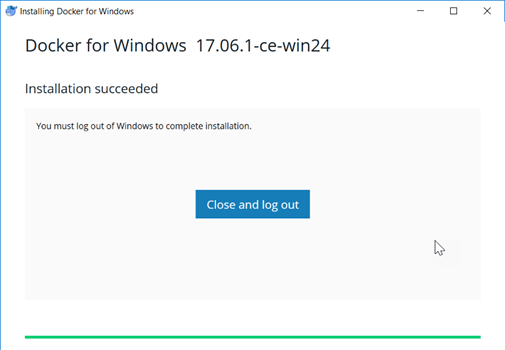 Installing Docker for Windows
Docker for Windows 17.06.1-ce-win24
Installation succeeded
You must log out of Windows to complete installation.
Close and log out